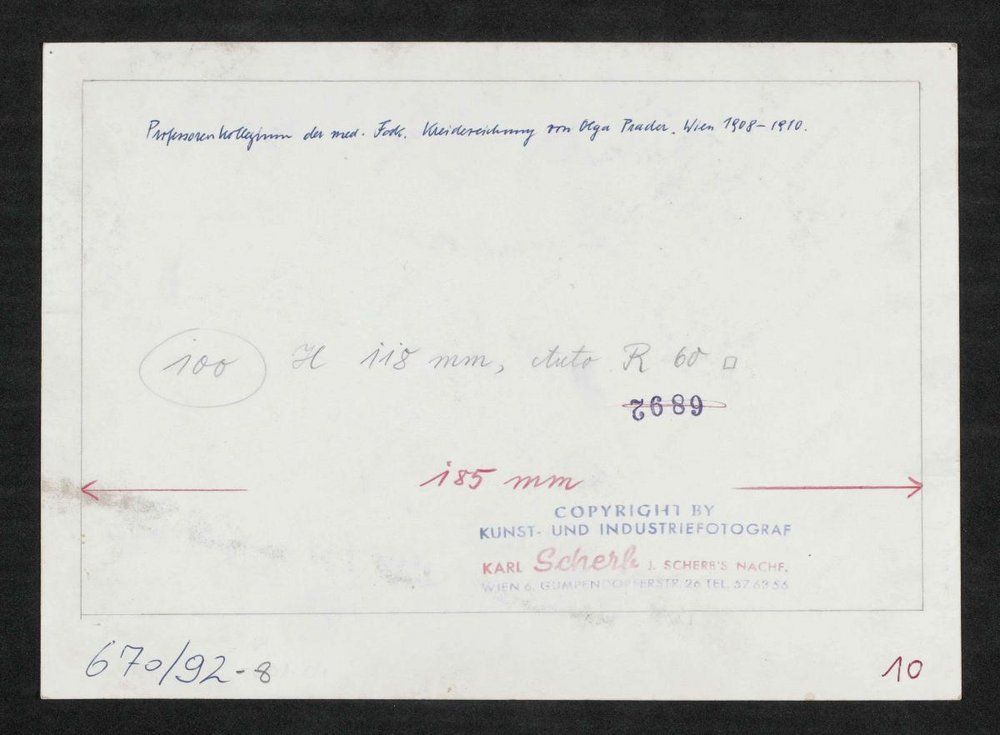 Professorenkollegium der med. Fak. Kreidezeichnung von Olga Prader. Wien 1908-1910.
100 H 118 mm, Auto R 60 □
2689
185 mm
COPYRIGHT BY
KUNST- UND INDUSTRIEFOTOGRAF
KARL Scherb J. SCHERB'S NACHF.
WIEN 6, GUMPENDORFERSTR. 26 TEL. 57 63 56
670/92-8
10